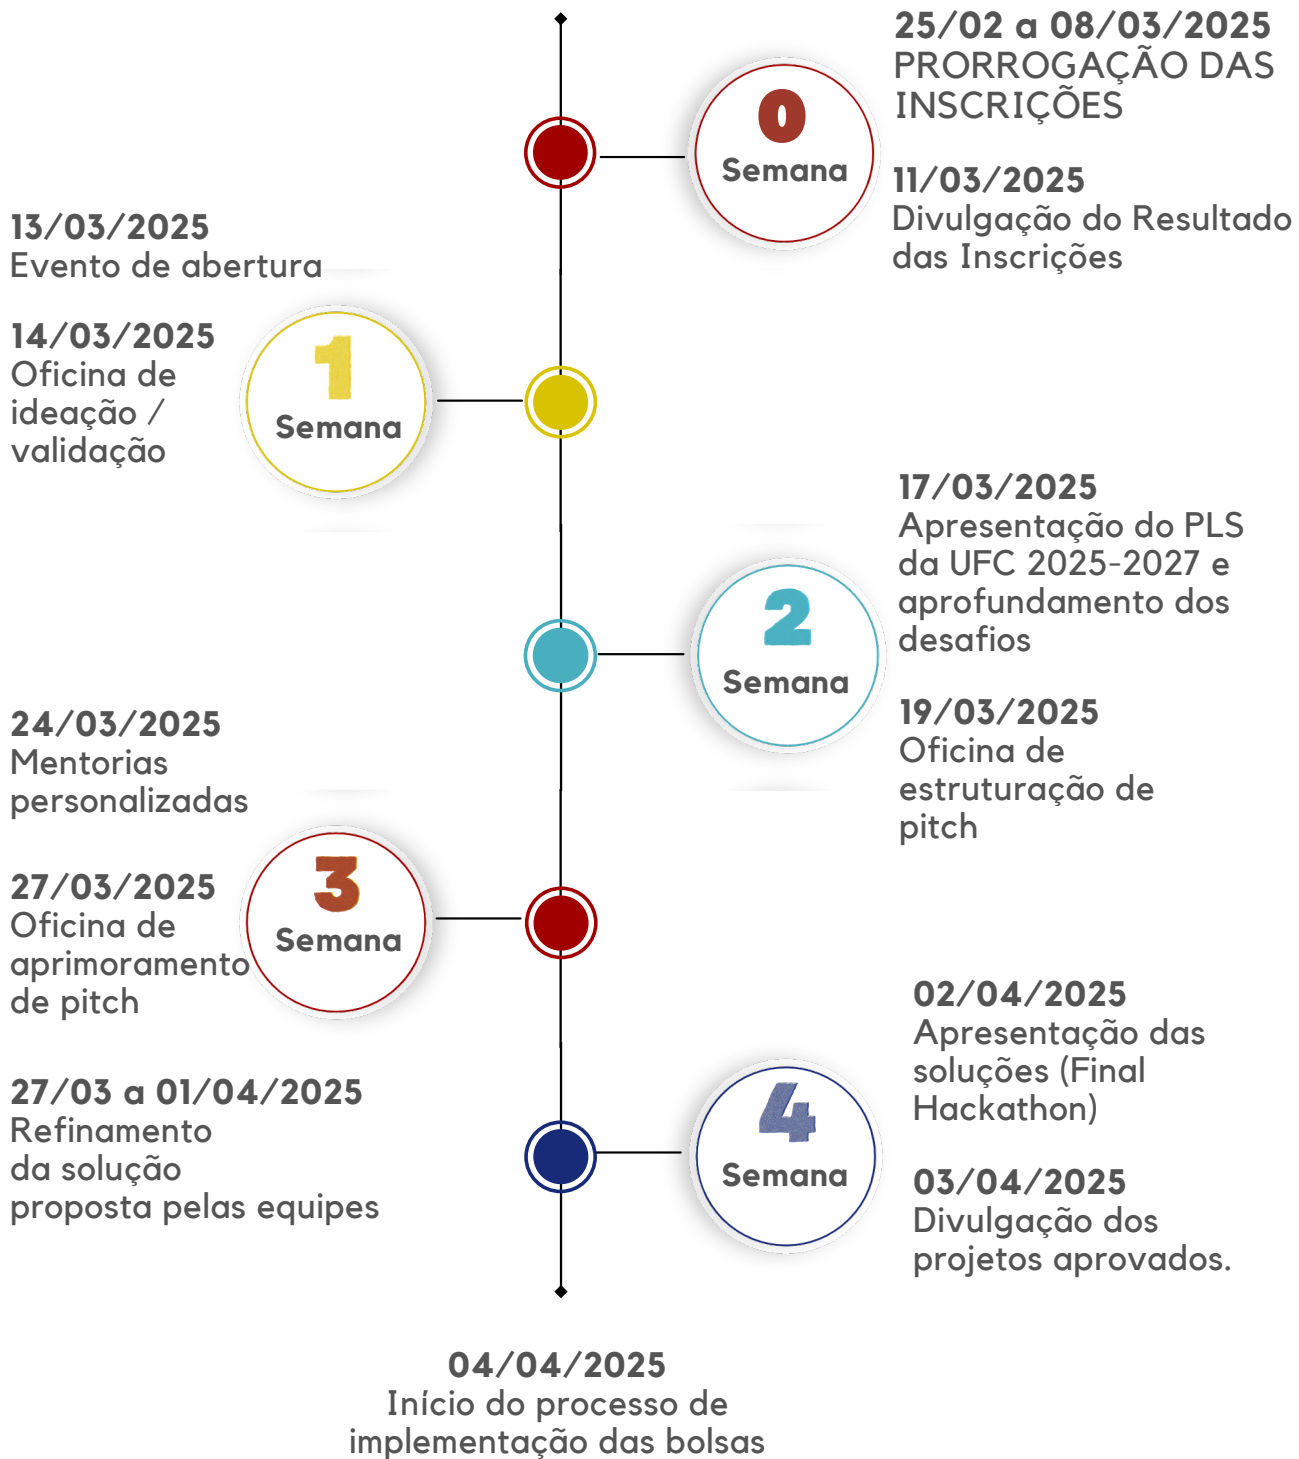 25/02 a 08/03/2025
PRORROGAÇÃO DAS
INSCRIÇÕES
0
Semana
11/03/2025
Divulgação do Resultado
das Inscrições
13/03/2025
Evento de abertura
14/03/2025
Oficina de
ideação /
validação
1
Semana
17/03/2025
Apresentação do PLS
da UFC 2025-2027 e
aprofundamento dos
desafios
2
Semana
19/03/2025
Oficina de
estruturação de
pitch
24/03/2025
Mentorias
personalizadas
27/03/2025
Oficina de
aprimoramento
de pitch
3
Semana
27/03 a 01/04/2025
Refinamento
da solução
proposta pelas equipes
02/04/2025
Apresentação das
soluções (Final
Hackathon)
4
Semana
03/04/2025
Divulgação dos
projetos aprovados.
04/04/2025
Início do processo de
implementação das bolsas